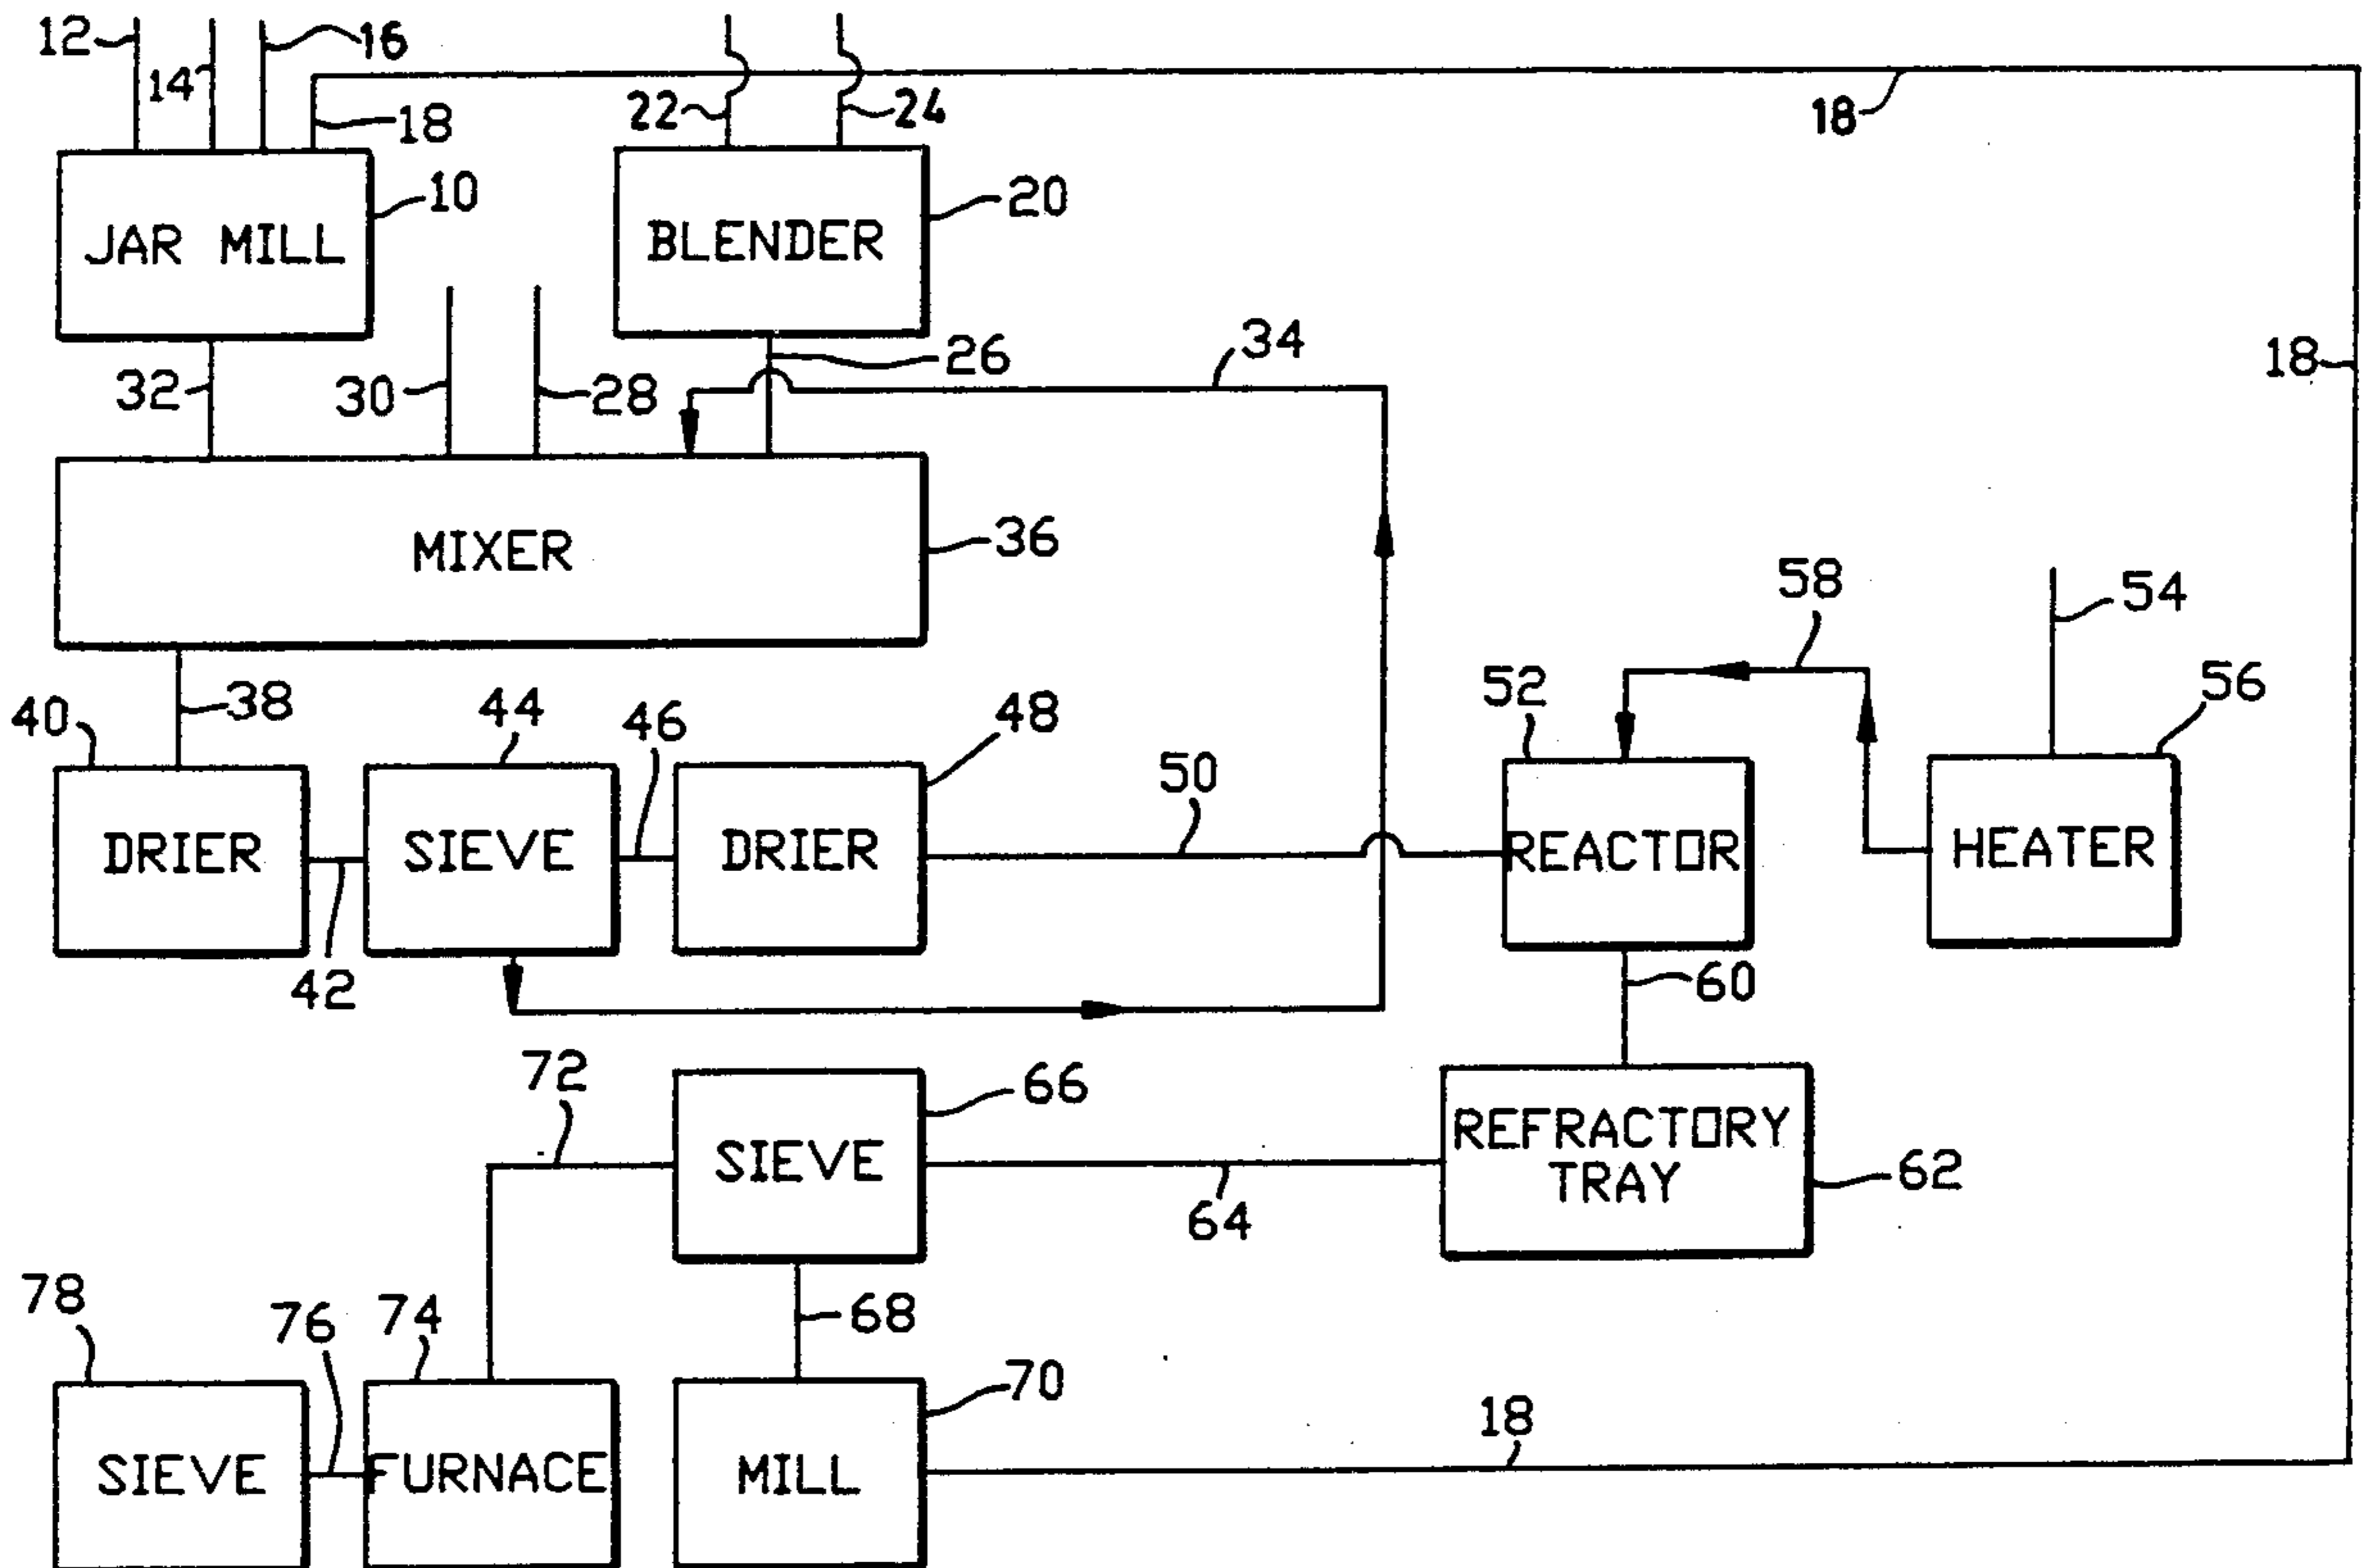 12
14
16
18
22
24
18
JAR MILL
10
BLENDER
20
32
30
28
26
34
18
MIXER
36
38
40
DRIER
42
44
SIEVE
46
48
DRIER
50
52
REACTOR
58
54
56
HEATER
60
REFRACTORY
TRAY
62
64
66
SIEVE
72
68
78
SIEVE
76
74
FURNACE
70
MILL
18